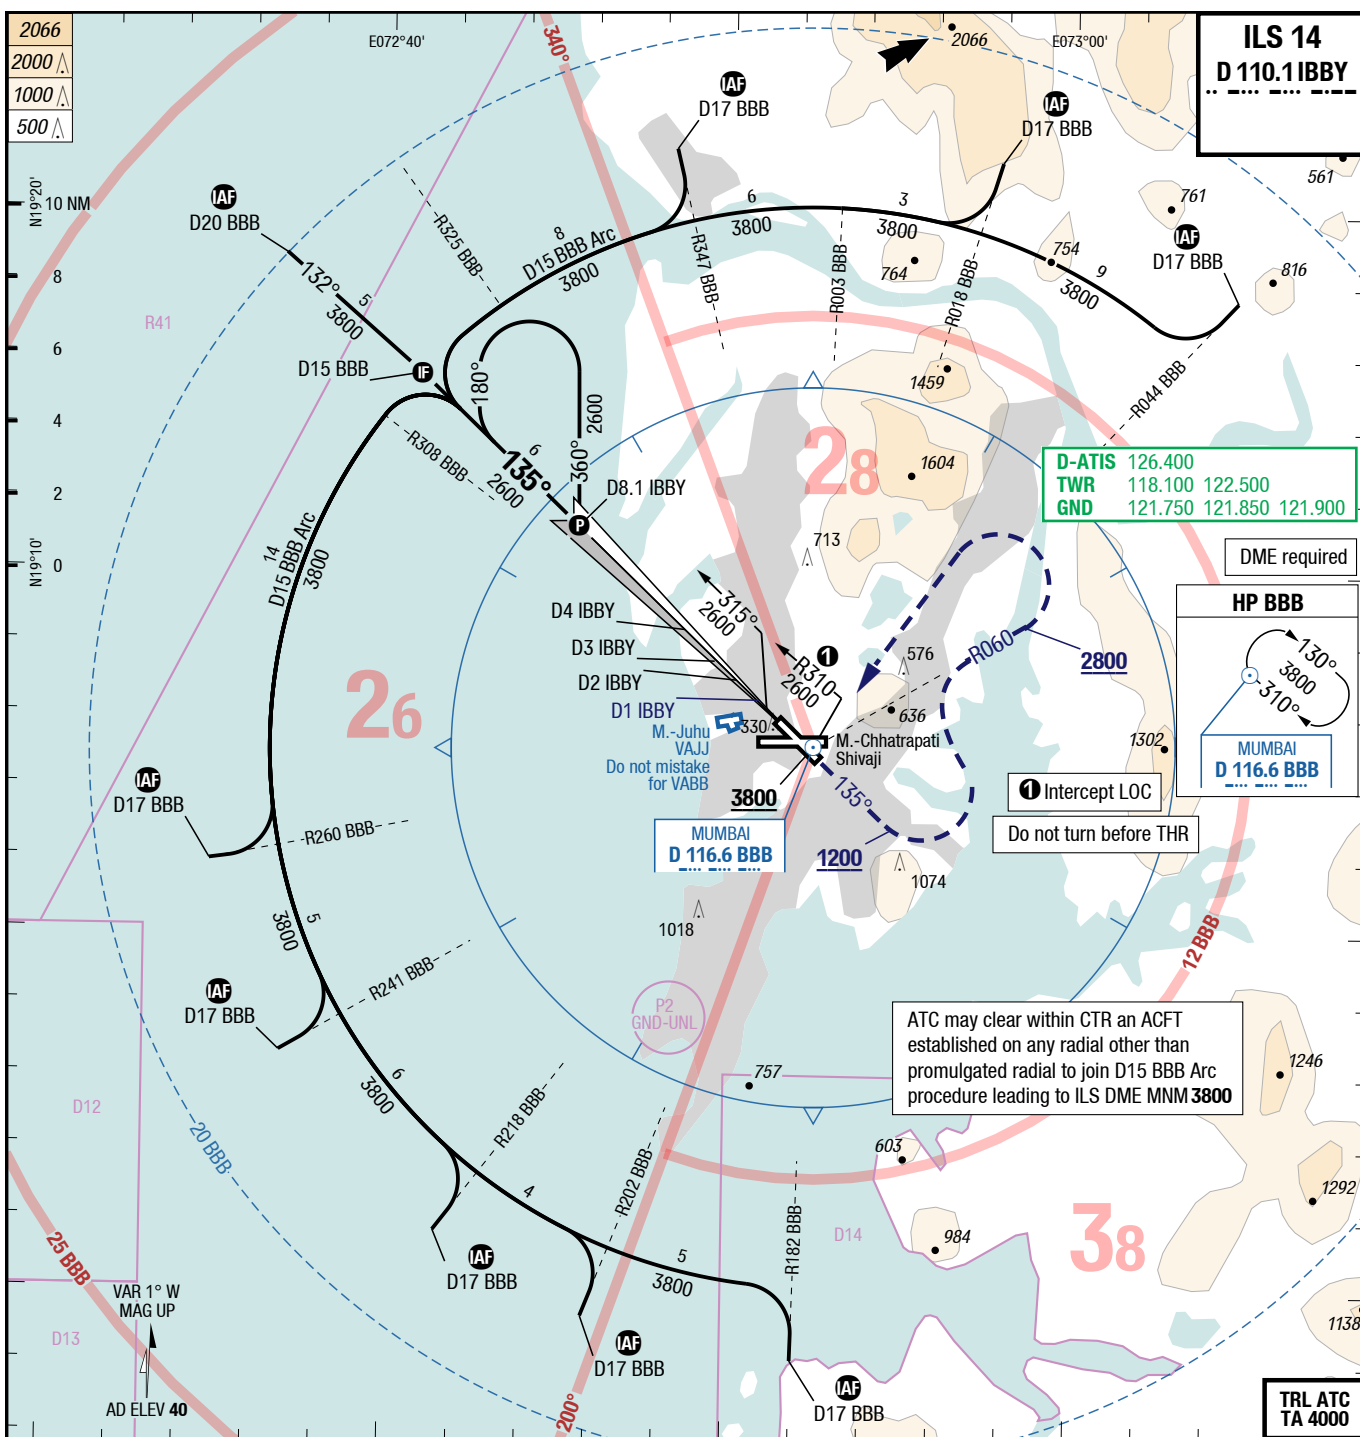 2066
2000
1000
500
E072°40'
340°
2066
E073°00'
ILS 14
D 110.1 IBBY
IAF
D17 BBB
IAF
D17 BBB
561
N19°20'
10 NM
8
6
4
2
0
N19°10'
IAF
D20 BBB
132°
5
3800
R41
R325 BBB
8
D15 BBB Arc
3800
R347 BBB
6
3800
R003 BBB
3
3800
764
R018 BBB
754
9
3800
761
IAF
D17 BBB
816
R044 BBB
D15 BBB
IF
180°
360°
2600
R308 BBB
6
135°
2600
D8.1 IBBY
P
1459
28
1604
713
D-ATIS 126.400
TWR 118.100 122.500
GND 121.750 121.850 121.900
DME required
HP BBB
130°
3800
310°
MUMBAI
D 116.6 BBB
14
D15 BBB Arc
3800
D4 IBBY
D3 IBBY
D2 IBBY
D1 IBBY
315°
2600
1
R310
2600
576
R060
2800
636
1302
26
M.-Juhu
VAJJ
Do not mistake
for VABB
330
M.-Chhatrapati
Shivaji
3800
135°
1200
1 Intercept LOC
Do not turn before THR
MUMBAI
D 116.6 BBB
1074
1018
IAF
D17 BBB
R260 BBB
5
3800
R241 BBB
IAF
D17 BBB
12 BBB
P2
GND-UNL
ATC may clear within CTR an ACFT
established on any radial other than
promulgated radial to join D15 BBB Arc
procedure leading to ILS DME MNM 3800
757
1246
D12
20 BBB
6
3800
R218 BBB
603
4
R202 BBB
1292
R182 BBB
D14
984
38
25 BBB
IAF
D17 BBB
5
3800
VAR 1° W
MAG UP
D13
AD ELEV 40
IAF
D17 BBB
200°
IAF
D17 BBB
1138
TRL ATC
TA 4000